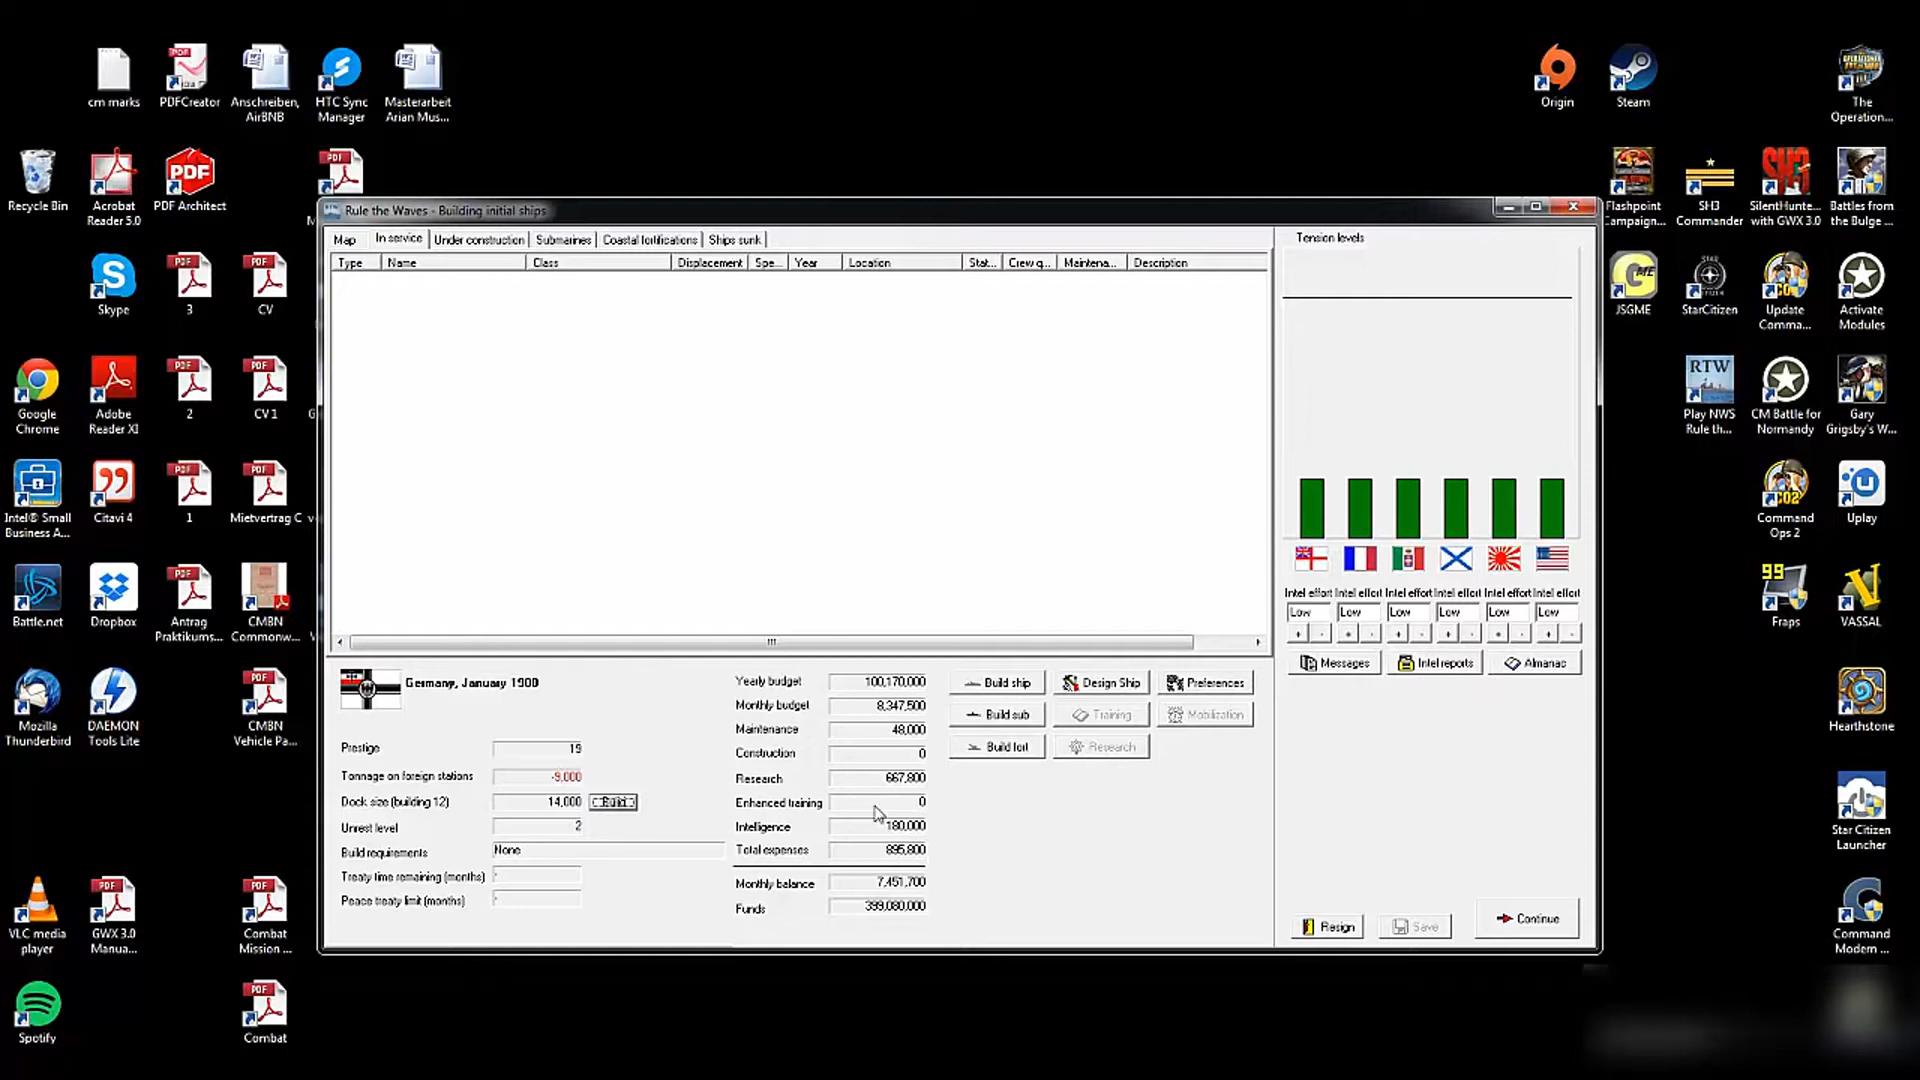 cm marks
PDFCreator
Anschreiben,
AirBNB
HTC Sync
Manager
Masterarbeit
Arian Mus...
Origin
Steam
The
Operation...
Recycle Bin
Acrobat
Reader 5.0
PDF Architect
Flashpoint
Campaign...
SH3
Commander
SilentHunte...
with GWX 3.0
Battles from
the Bulge
Skype
3
CV
JSGME
StarCitizen
Update
Comma...
Activate
Modules
Google
Chrome
Adobe
Reader XI
2
CV 1
Play NWS
Rule th...
CM Battle for
Normandy
Gary
Grigsby's W...
Intel® Small
Business A...
Citavi 4
1
Mietvertrag C
Command
Ops 2
Uplay
Battle.net
Dropbox
Antrag
Praktikums...
CMBN
Commonw...
Fraps
VASSAL
Mozilla
Thunderbird
DAEMON
Tools Lite
CMBN
Vehicle Pa...
Hearthstone
Star Citizen
Launcher
VLC media
player
GWX 3.0
Manua...
Combat
Mission ...
Command
Modern ...
Spotify
Combat
Rule the Waves - Building initial ships
Map In service Under construction Submarines Coastal fortifications Ships sunk
Type Name Class Displacement Spe... Year Location Stat... Crew q... Maintena... Description
Tension levels
Intel effort Intel effort Intel effort Intel effort Intel effort Intel effort
Low Low Low Low Low Low
+ - + - + - + - + - + -
Messages Intel reports Almanac
Germany, January 1900
Prestige 19
Tonnage on foreign stations -9,000
Dock size (building 12) 14,000 Build
Unrest level 2
Build requirements None
Treaty time remaining (months) -
Peace treaty limit (months) -
Yearly budget 100,170,000
Monthly budget 8,347,500
Maintenance 48,000
Construction 0
Research 667,800
Enhanced training 0
Intelligence 180,000
Total expenses 895,800
Monthly balance 7,451,700
Funds 399,080,000
Build ship Design Ship Preferences
Build sub Training Mobilization
Build fort Research
Resign Save Continue